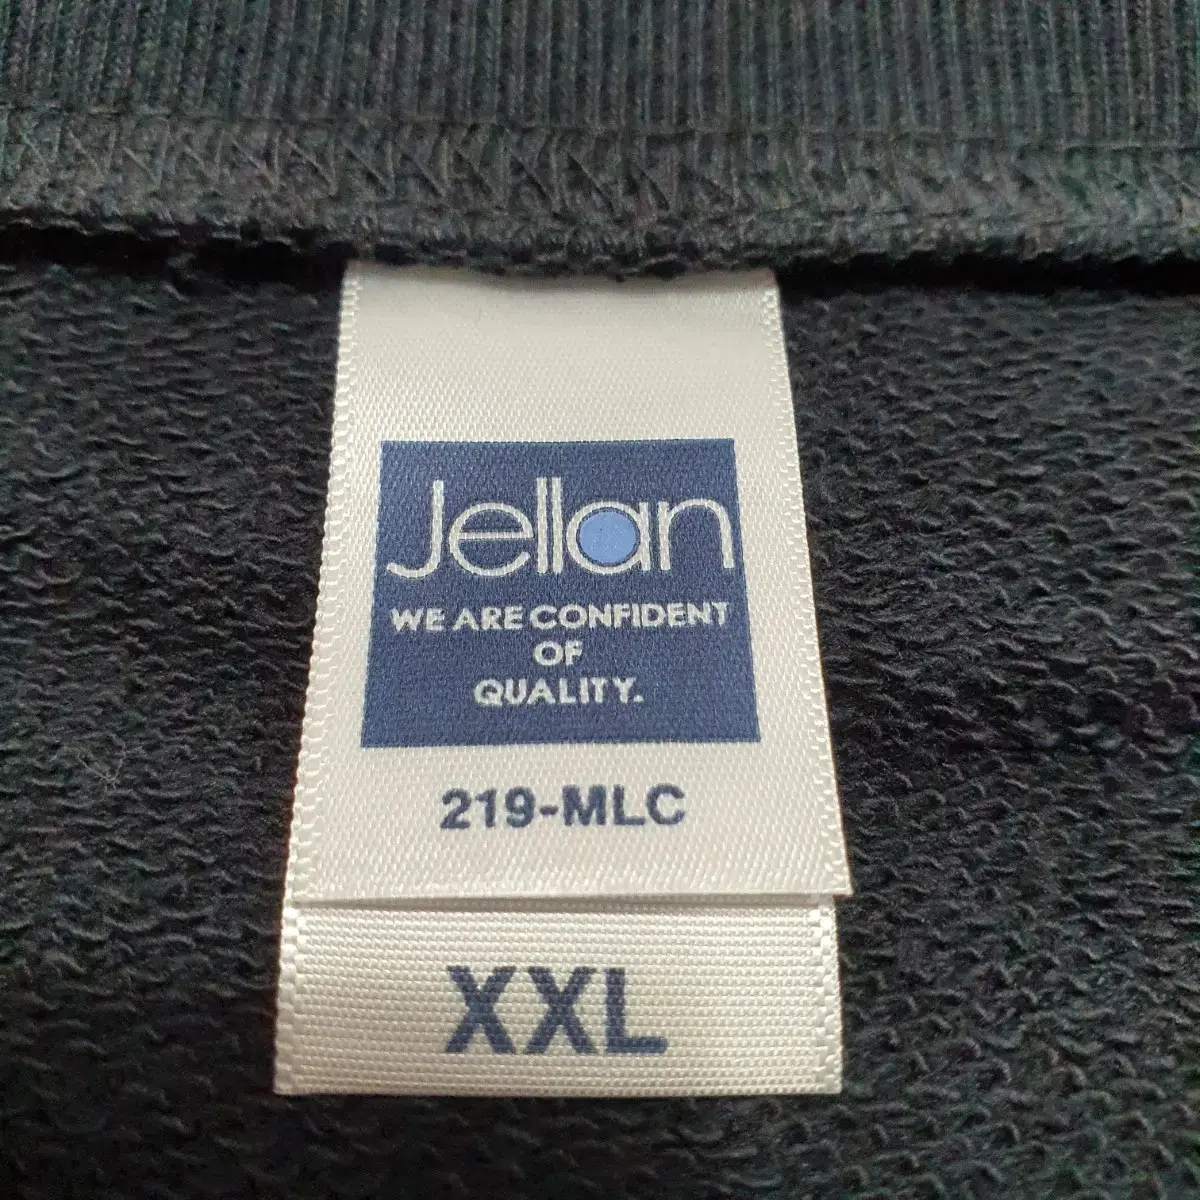 Jellan
WE ARE CONFIDENT
OF
QUALITY.
219-MLC
XXL